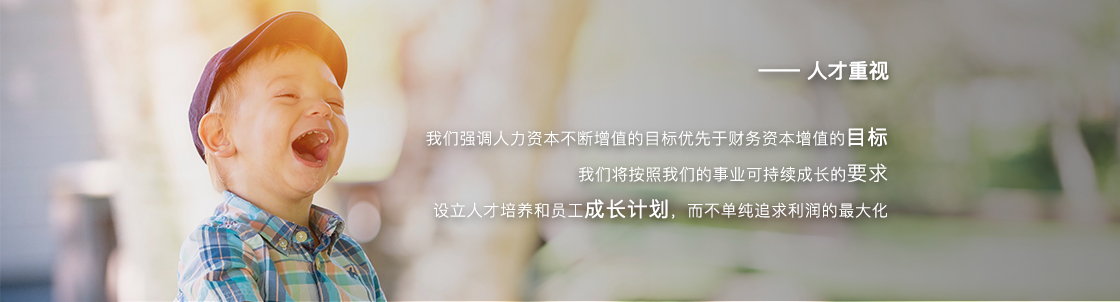 —— 人才重视
我们强调人力资本不断增值的目标优先于财务资本增值的目标
我们将按照我们的事业可持续成长的要求
设立人才培养和员工成长计划，而不单纯追求利润的最大化